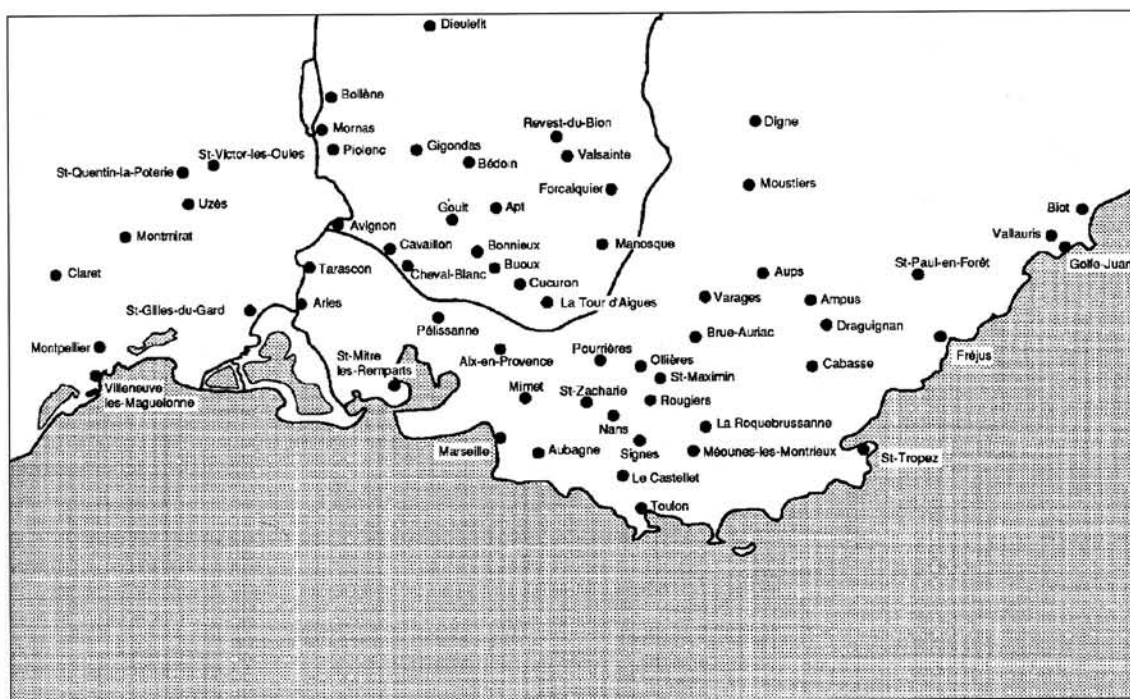 Dieulefit
Bollène
Mornas
Piolenc
Gigondas
Bédoin
Revest-du-Bion
Valsainte
Digne
St-Victor-les-Oules
St-Quentin-la-Poterie
Uzès
Montmirat
Claret
Forcalquier
Moustiers
Goult
Apt
Avignon
Cavaillon
Bonnieux
Manosque
Biot
Vallauris
Golfe-Juan
Tarascon
Cheval-Blanc
Buoux
Cucuron
La Tour d'Aigues
Aups
St-Paul-en-Forêt
St-Gilles-du-Gard
Arles
Pélissanne
Varages
Ampus
Brue-Auriac
Draguignan
Montpellier
Villeneuve
les-Maguelonne
St-Mitre
les-Remparts
Aix-en-Provence
Pourrières
Ollières
St-Maximin
Cabasse
Fréjus
Mimet
St-Zacharie
Rougiers
Nans
La Roquebrussanne
Marseille
Aubagne
Signes
Méounes-les-Montrieux
St-Tropez
Le Castellet
Toulon